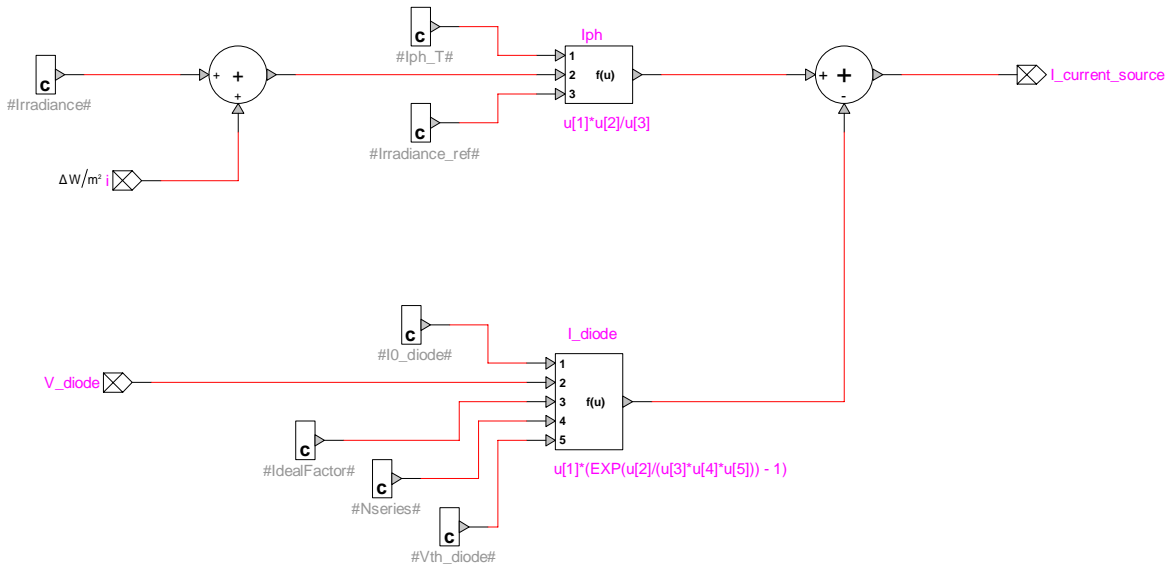 Iph
c
#Iph_T#
1
2
3
f(u)
u[1]*u[2]/u[3]
c
#Irradiance#
+
+
+
c
#Irradiance_ref#
+
+
-
I_current_source
ΔW/m² i
I_diode
c
#I0_diode#
1
2
3
4
5
f(u)
u[1]*(EXP(u[2]/(u[3]*u[4]*u[5])) - 1)
V_diode
c
#IdealFactor#
c
#Nseries#
c
#Vth_diode#